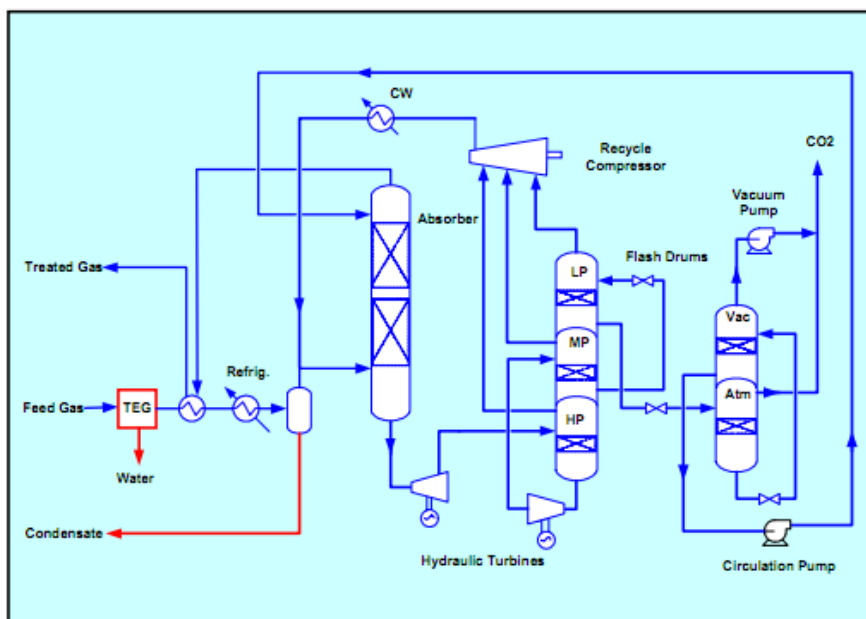 CW
CO2
Recycle
Compressor
Vacuum
Pump
Absorber
Flash Drums
Treated Gas
LP
Vac
MP
Refrig.
Atm
Feed Gas
TEG
HP
Water
Condensate
Hydraulic Turbines
Circulation Pump